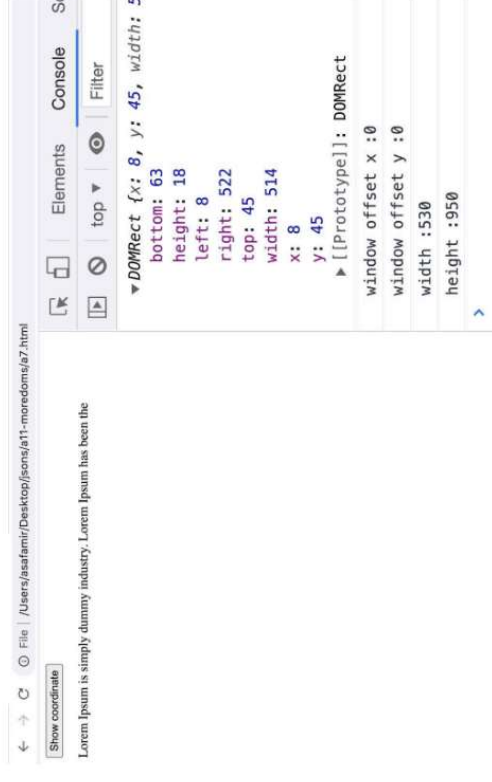 File | /Users/asafamir/Desktop/jsons/a11-moredoms/a7.html
Show coordinate
Lorem Ipsum is simply dummy industry. Lorem Ipsum has been the
Elements Console
top ▼ Filter
▼ DOMRect {x: 8, y: 45, width: 5
bottom: 63
height: 18
left: 8
right: 522
top: 45
width: 514
x: 8
y: 45
▶ [[Prototype]]: DOMRect
window offset x :0
window offset y :0
width :530
height :950
>